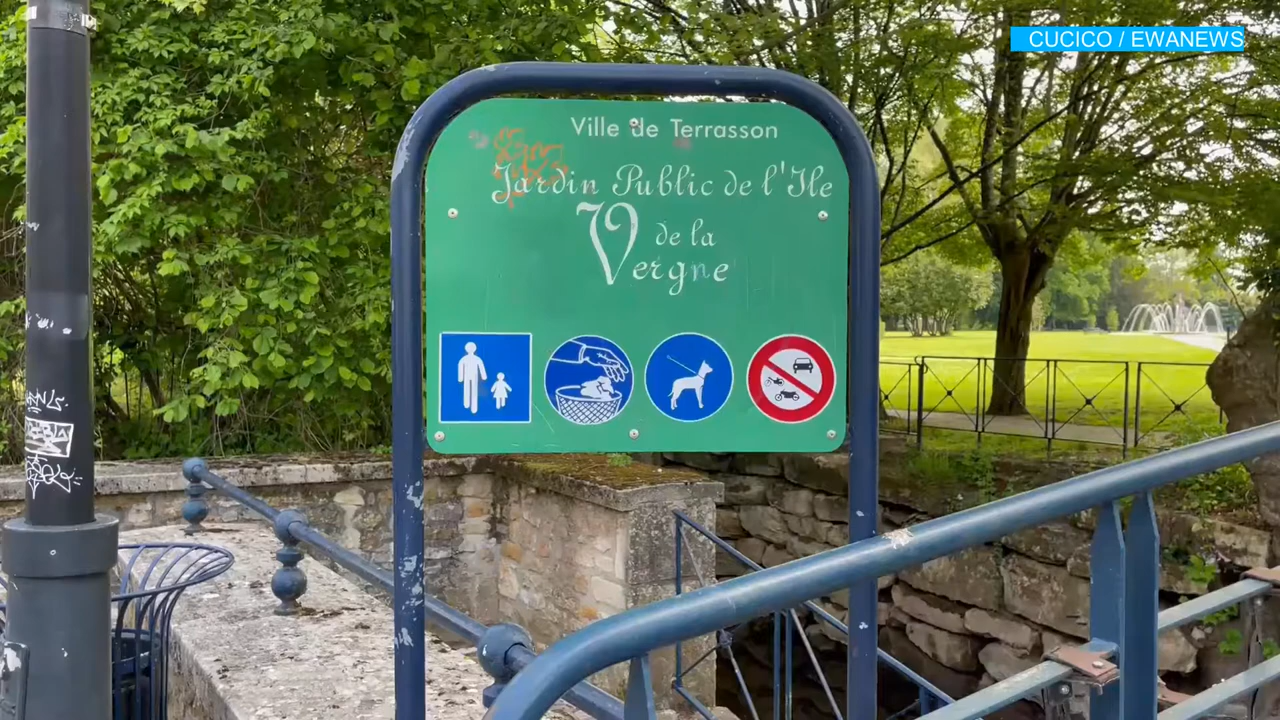 CUCICO / EWANEWS
Ville de Terrasson
Jardin Public de l'Ile
de la
Vergne